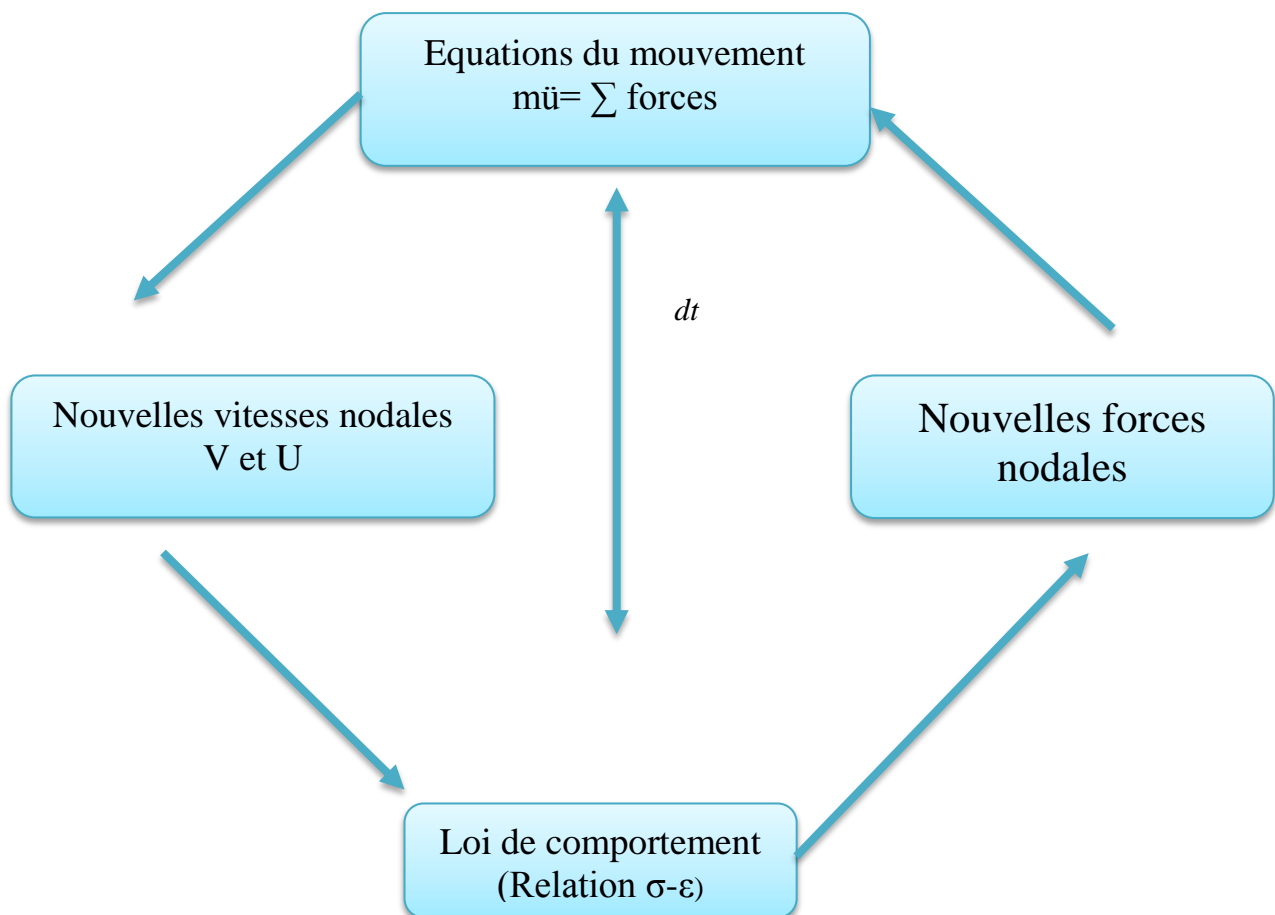 Equations du mouvement
mü= ∑ forces
dt
Nouvelles vitesses nodales
V et U
Nouvelles forces
nodales
Loi de comportement
(Relation σ-ε)